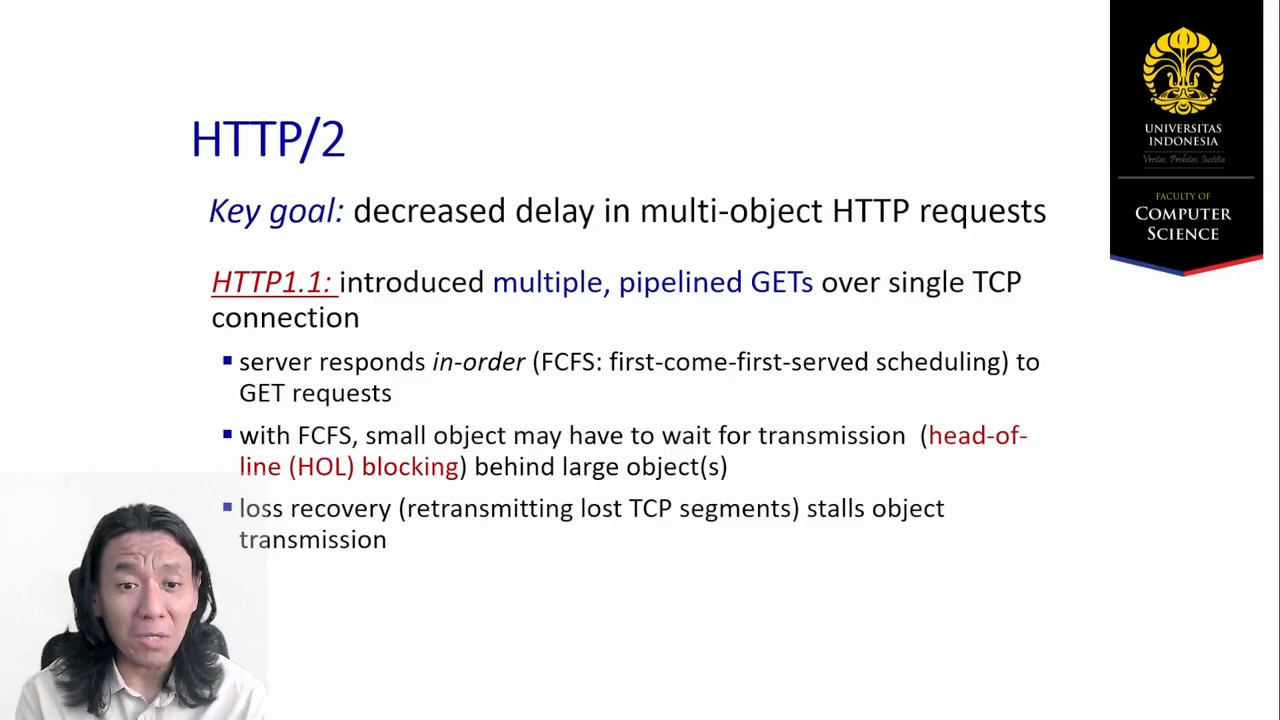 HTTP/2
Key goal: decreased delay in multi-object HTTP requests
HTTP1.1: introduced multiple, pipelined GETs over single TCP
connection
▪ server responds in-order (FCFS: first-come-first-served scheduling) to
GET requests
▪ with FCFS, small object may have to wait for transmission (head-of-
line (HOL) blocking) behind large object(s)
▪ loss recovery (retransmitting lost TCP segments) stalls object
transmission
UNIVERSITAS
INDONESIA
Veritas, Probitas, Iustitia
FACULTY OF
COMPUTER
SCIENCE